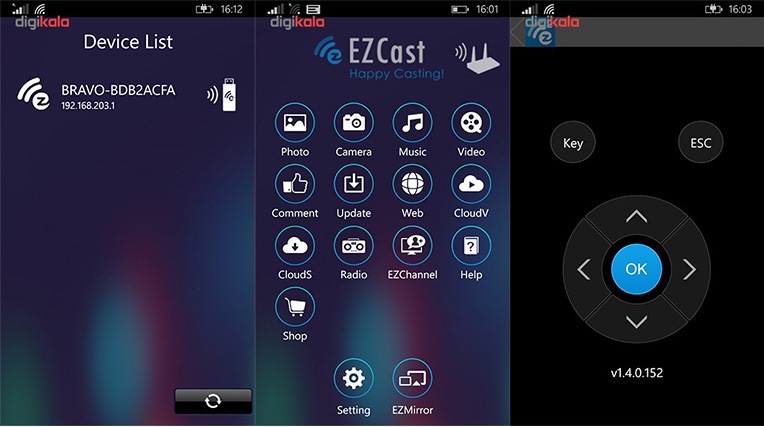 16:12
digikala
Device List
BRAVO-BDB2ACFA
192.168.203.1
16:01
digikala
EZCast
Happy Casting!
Photo Camera Music Video
Comment Update Web CloudV
CloudS Radio EZChannel Help
Shop
Setting EZMirror
16:03
digikala
Key ESC
OK
v1.4.0.152